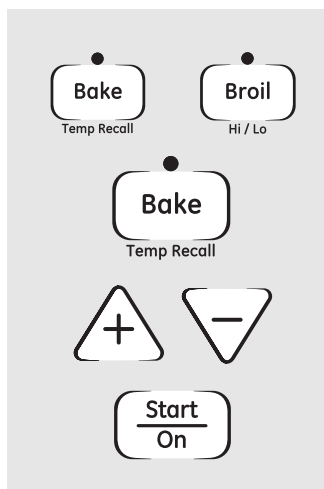 Bake
Temp Recall
Broil
Hi / Lo
Bake
Temp Recall
+
−
Start
On